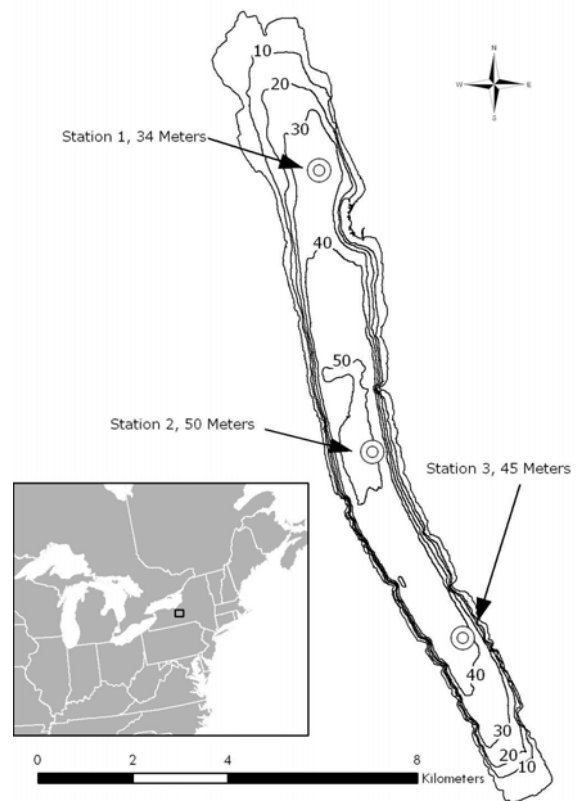 10
N
W E
S
20
30
Station 1, 34 Meters
40
50
Station 2, 50 Meters
Station 3, 45 Meters
40
30
20
10
0 2 4 8
Kilometers